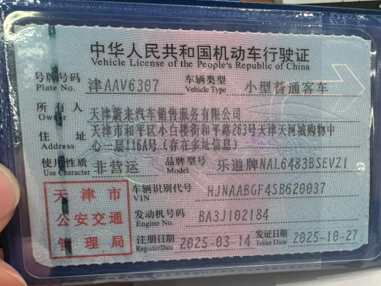 中华人民共和国机动车行驶证
Vehicle License of the People's Republic of China
号牌号码 津AAV6307 车辆类型 小型普通客车
Plate No. Vehicle Type
所有人 天津蔚来汽车销售服务有限公司
Owner
住址 天津市和平区小白楼街和平路263号天津天河城购物中
Address 心一层116A号（存在多址信息）
使用性质 非营运 品牌型号 乐道牌NAL6483BSEVZ1
Use Character Model
天津市 公安交通 管理局
车辆识别代号 HJNAABGF4SB620037
VIN
发动机号码 BA3J102184
Engine No.
注册日期 2025-03-14 发证日期 2025-10-27
Register Date Issue Date